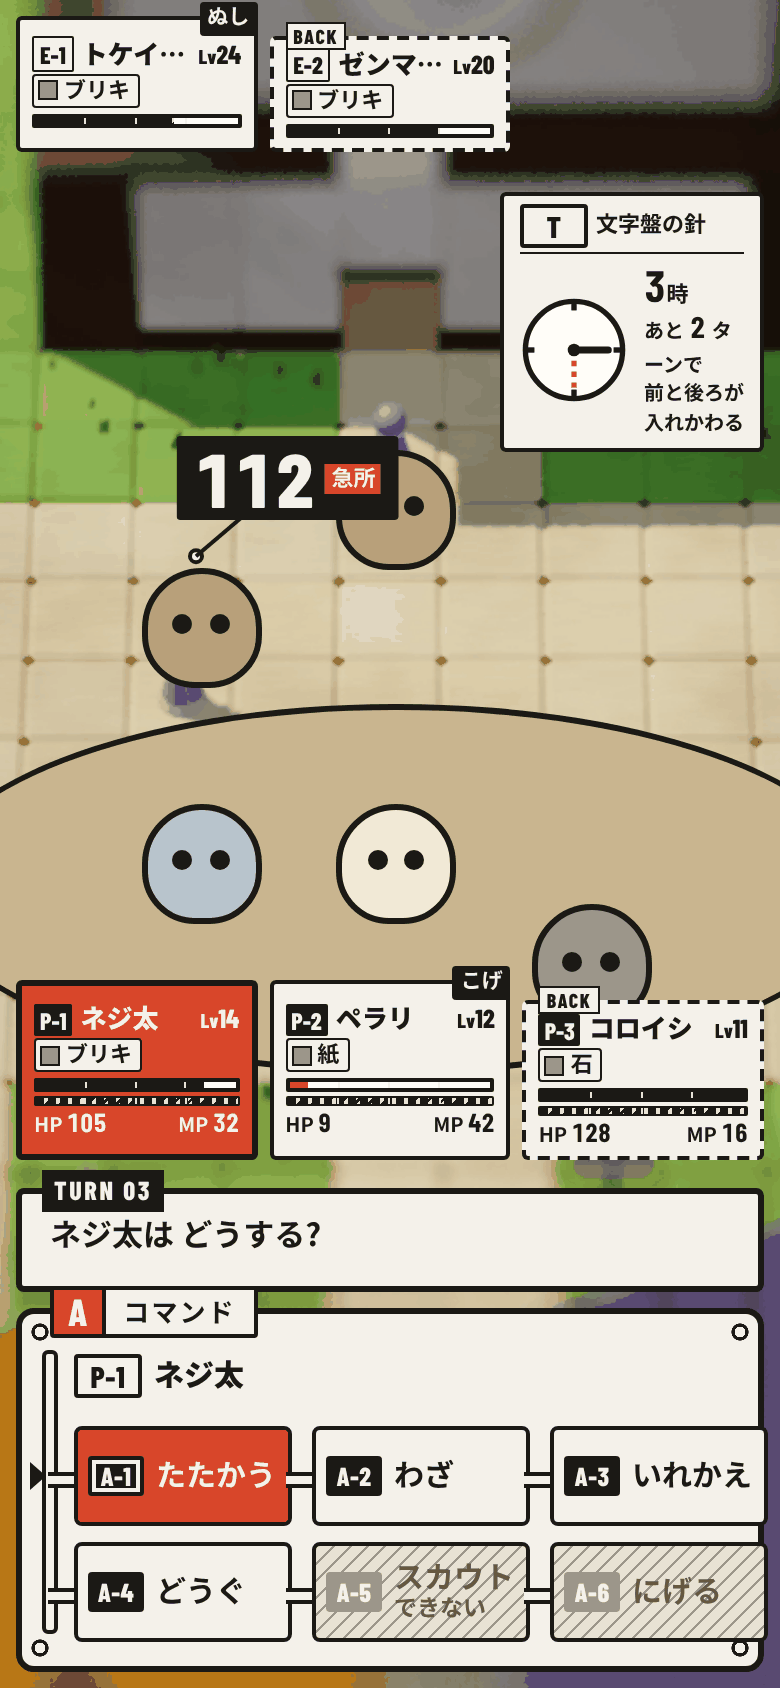 ぬし
E-1 トケイ… Lv24
ブリキ
BACK
E-2 ゼンマ… Lv20
ブリキ
T 文字盤の針
3時
あと 2 タ
ーンで
前と後ろが
入れかわる
112 急所
P-1 ネジ太 Lv14
ブリキ
HP 105 MP 32
こげ
P-2 ペラリ Lv12
紙
HP 9 MP 42
BACK
P-3 コロイシ Lv11
石
HP 128 MP 16
TURN 03
ネジ太は どうする?
A コマンド
P-1 ネジ太
A-1 たたかう
A-2 わざ
A-3 いれかえ
A-4 どうぐ
A-5 スカウト
できない
A-6 にげる